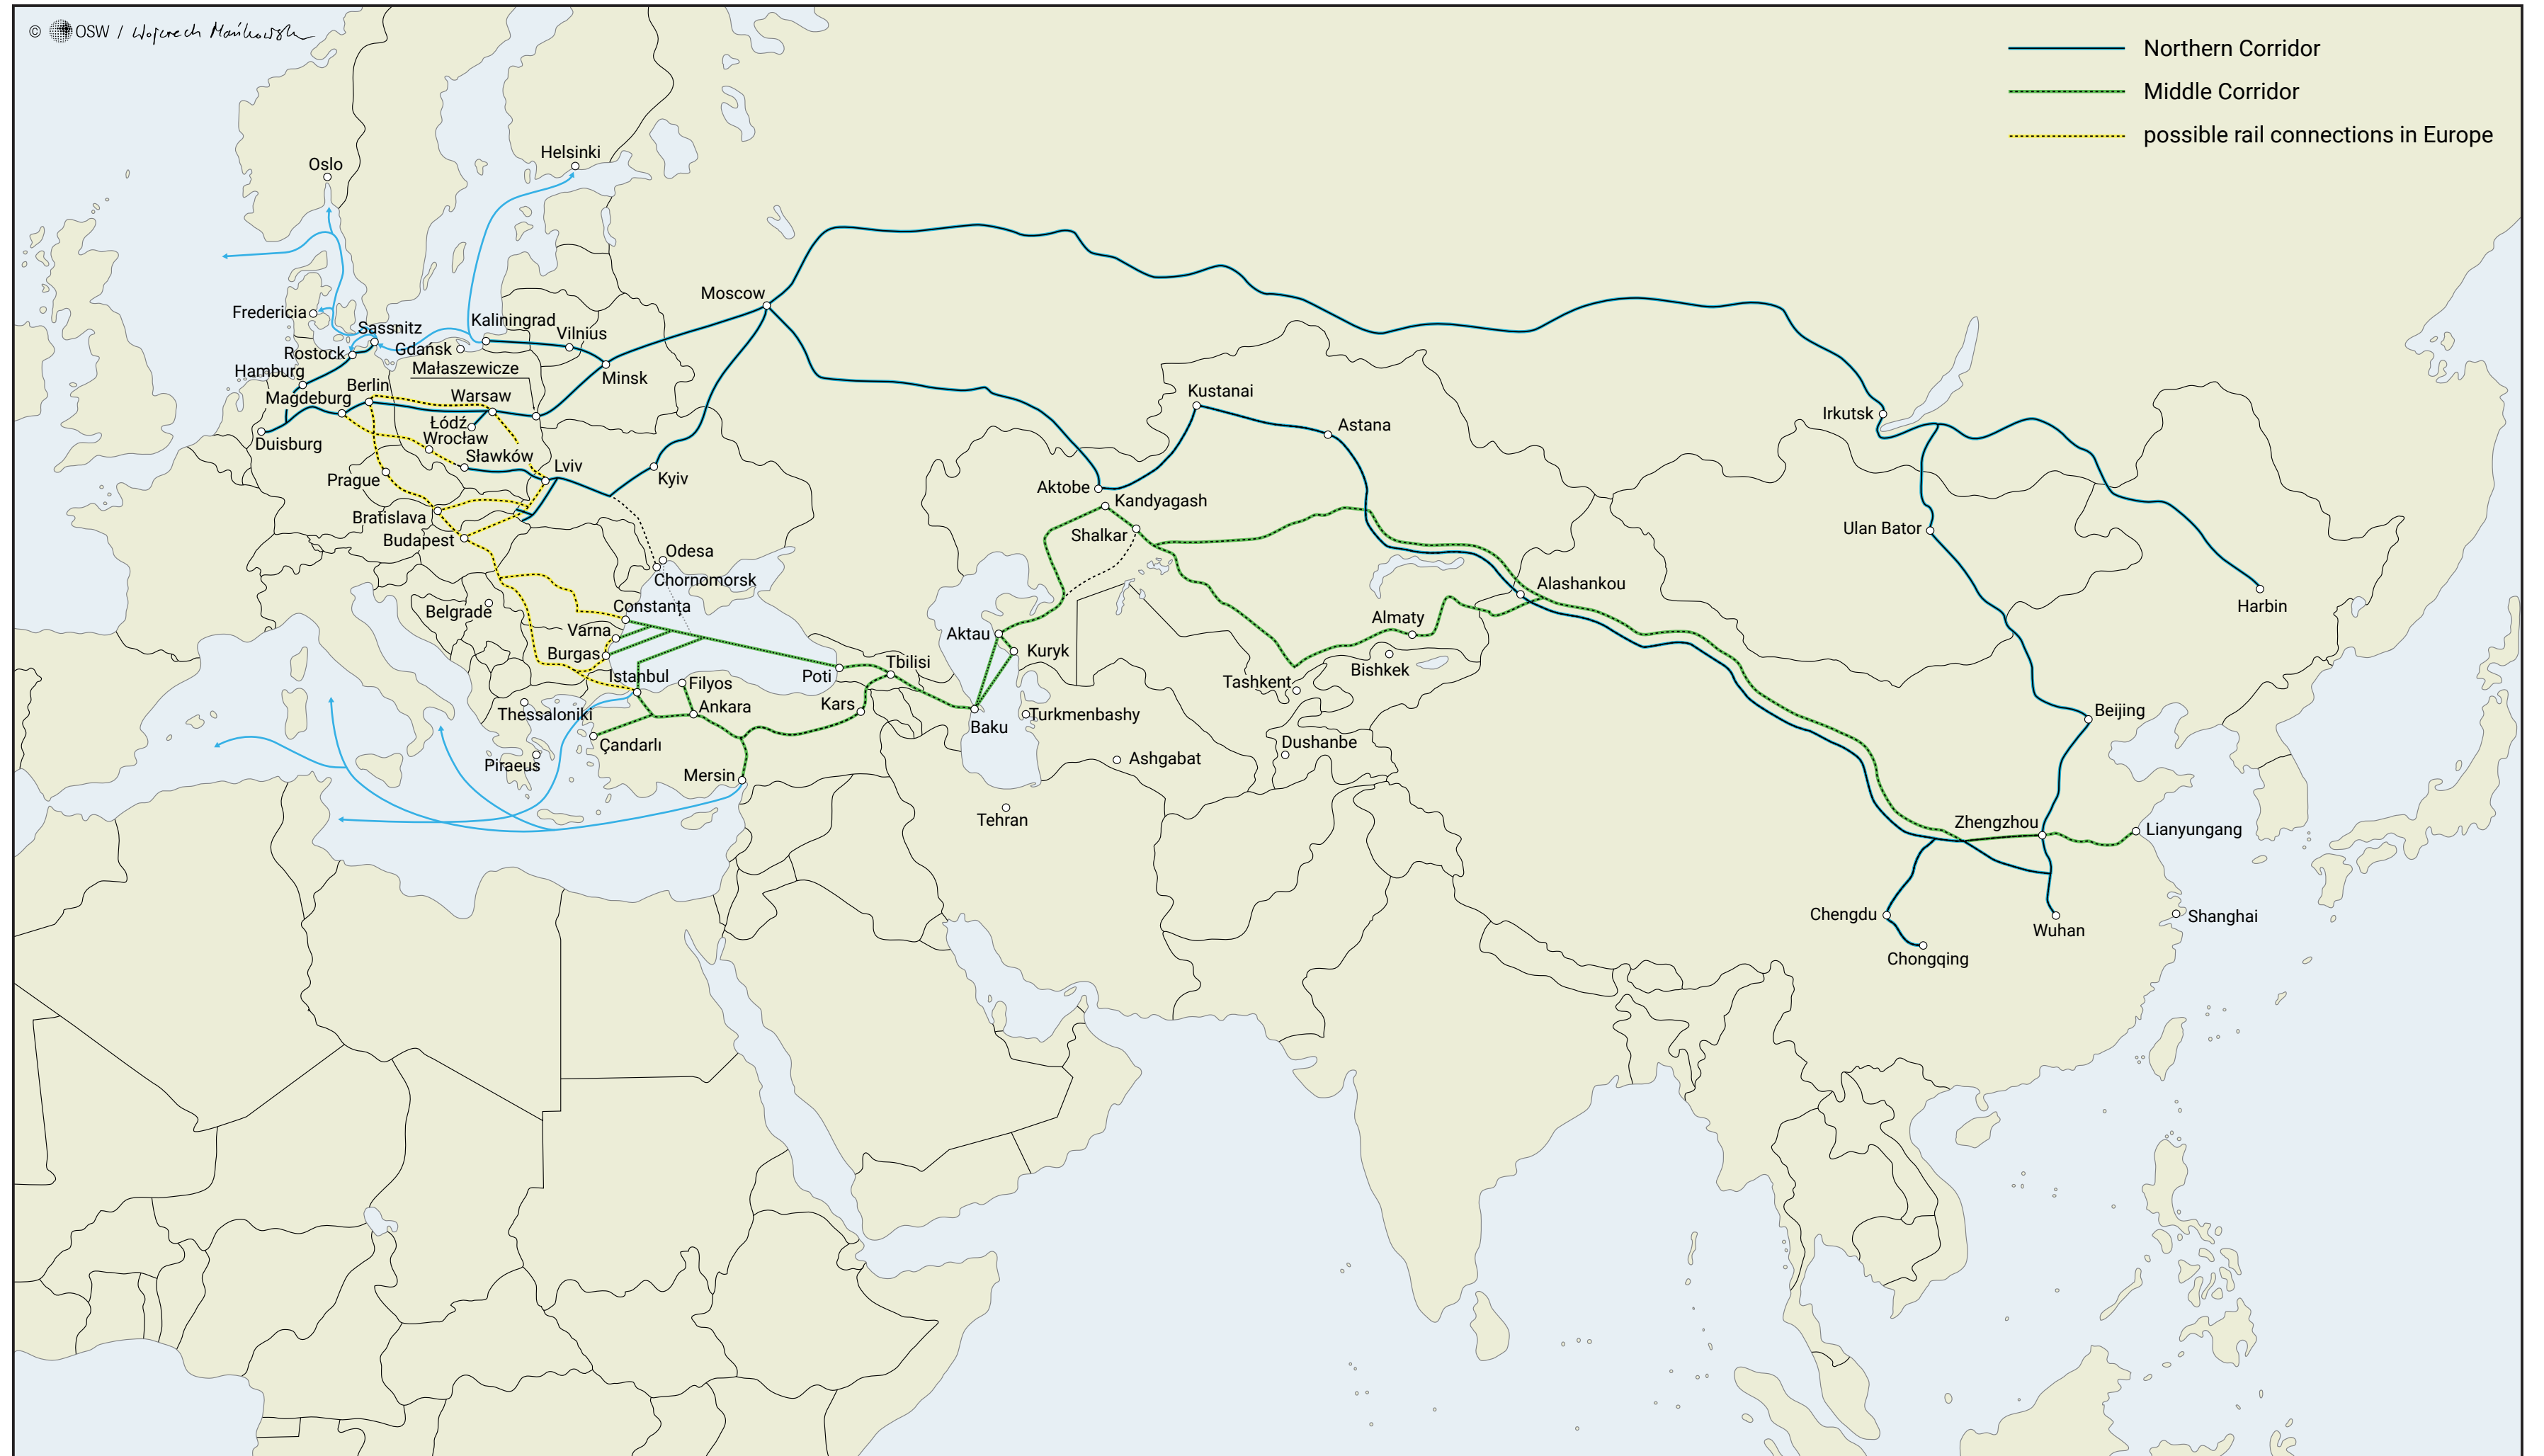 © OSW / Wojciech Mańkowski
Northern Corridor
Middle Corridor
possible rail connections in Europe
Oslo
Helsinki
Moscow
Fredericia
Sassnitz
Kaliningrad
Vilnius
Rostock
Gdańsk
Małaszewicze
Minsk
Hamburg
Berlin
Magdeburg
Warsaw
Łódź
Wrocław
Duisburg
Sławków
Lviv
Kyiv
Prague
Bratislava
Budapest
Odesa
Chornomorsk
Belgrade
Constanța
Varna
Burgas
Istanbul
Filyos
Thessaloniki
Ankara
Çandarlı
Piraeus
Mersin
Poti
Tbilisi
Kars
Baku
Aktau
Kuryk
Turkmenbashy
Ashgabat
Tehran
Kustanai
Astana
Aktobe
Kandyagash
Shalkar
Alashankou
Almaty
Bishkek
Tashkent
Dushanbe
Irkutsk
Ulan Bator
Harbin
Beijing
Zhengzhou
Lianyungang
Chengdu
Wuhan
Shanghai
Chongqing